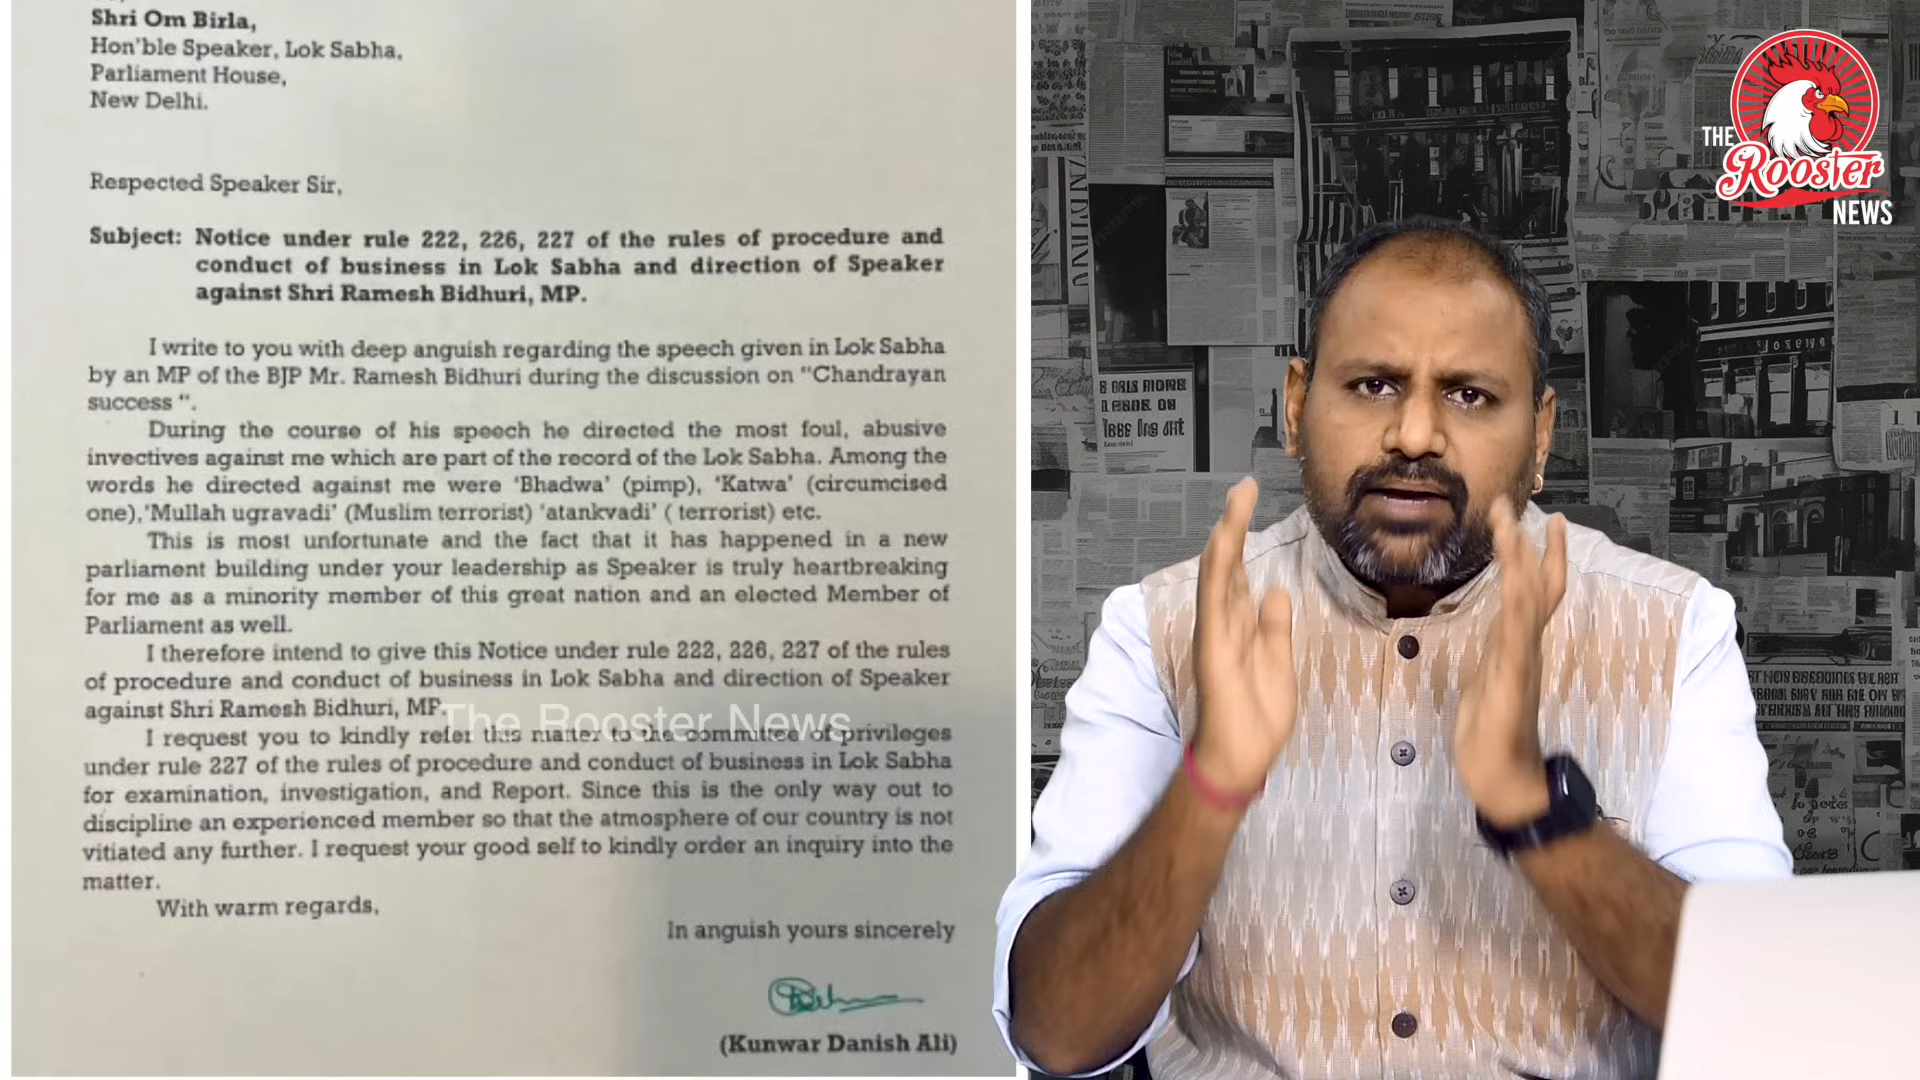 Shri Om Birla,
Hon'ble Speaker, Lok Sabha,
Parliament House,
New Delhi.
Respected Speaker Sir,
Subject: Notice under rule 222, 226, 227 of the rules of procedure and
conduct of business in Lok Sabha and direction of Speaker
against Shri Ramesh Bidhuri, MP.
I write to you with deep anguish regarding the speech given in Lok Sabha
by an MP of the BJP Mr. Ramesh Bidhuri during the discussion on "Chandrayan
success ".
During the course of his speech he directed the most foul, abusive
invectives against me which are part of the record of the Lok Sabha. Among the
words he directed against me were 'Bhadwa' (pimp), 'Katwa' (circumcised
one),'Mullah ugravadi' (Muslim terrorist) 'atankvadi' ( terrorist) etc.
This is most unfortunate and the fact that it has happened in a new
parliament building under your leadership as Speaker is truly heartbreaking
for me as a minority member of this great nation and an elected Member of
Parliament as well.
I therefore intend to give this Notice under rule 222, 226, 227 of the rules
of procedure and conduct of business in Lok Sabha and direction of Speaker
against Shri Ramesh Bidhuri, MP.
The Rooster News
I request you to kindly refer this matter to the committee of privileges
under rule 227 of the rules of procedure and conduct of business in Lok Sabha
for examination, investigation, and Report. Since this is the only way out to
discipline an experienced member so that the atmosphere of our country is not
vitiated any further. I request your good self to kindly order an inquiry into the
matter.
With warm regards,
In anguish yours sincerely
(Kunwar Danish Ali)
THE
Rooster
NEWS